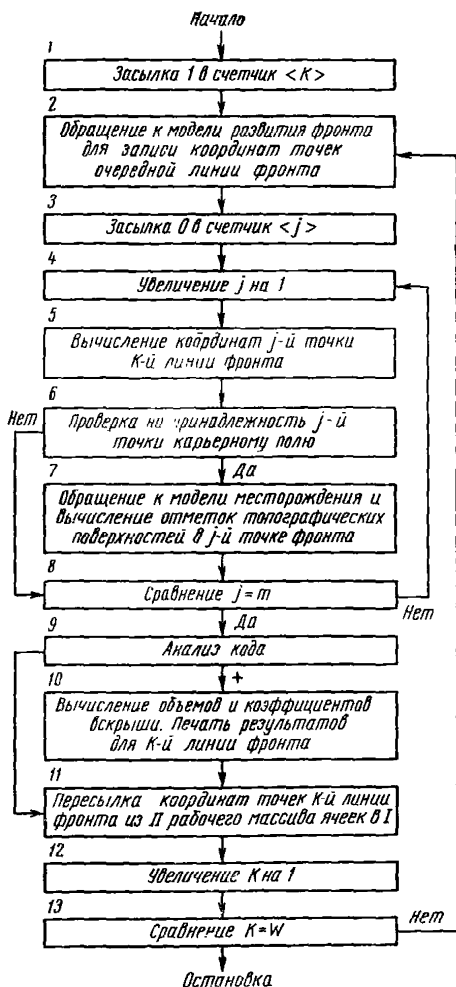 Начало
1
Засылка 1 в счетчик <К>
2
Обращение к модели развития фронта
для записи координат точек
очередной линии фронта
3
Засылка 0 в счетчик <j>
4
Увеличение j на 1
5
Вычисление координат j-й точки
К-й линии фронта
6
Нет
Проверка на принадлежность j-й
точки карьерному полю
7
Да
Обращение к модели месторождения и
вычисление отметок топографических
поверхностей в j-й точке фронта
8
Сравнение j=m
Нет
9
Да
Анализ кода
10
+
Вычисление объемов и коэффициентов
вскрыши. Печать результатов
для К-й линии фронта
11
Пересылка координат точек К-й линии
фронта из II рабочего массива ячеек в I
12
Увеличение К на 1
13
Нет
Сравнение К=W
Остановка